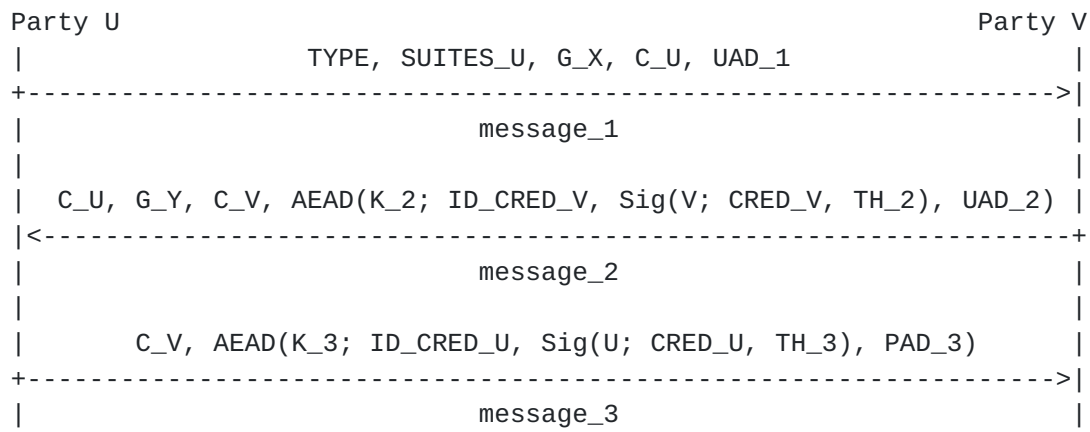 Party U                                                       Party V
|                  TYPE, SUITES_U, G_X, C_U, UAD_1                  |
+------------------------------------------------------------------>|
|                             message_1                             |
|                                                                   |
|  C_U, G_Y, C_V, AEAD(K_2; ID_CRED_V, Sig(V; CRED_V, TH_2), UAD_2) |
|<------------------------------------------------------------------+
|                             message_2                             |
|                                                                   |
|       C_V, AEAD(K_3; ID_CRED_U, Sig(U; CRED_U, TH_3), PAD_3)      |
+------------------------------------------------------------------>|
|                             message_3                             |